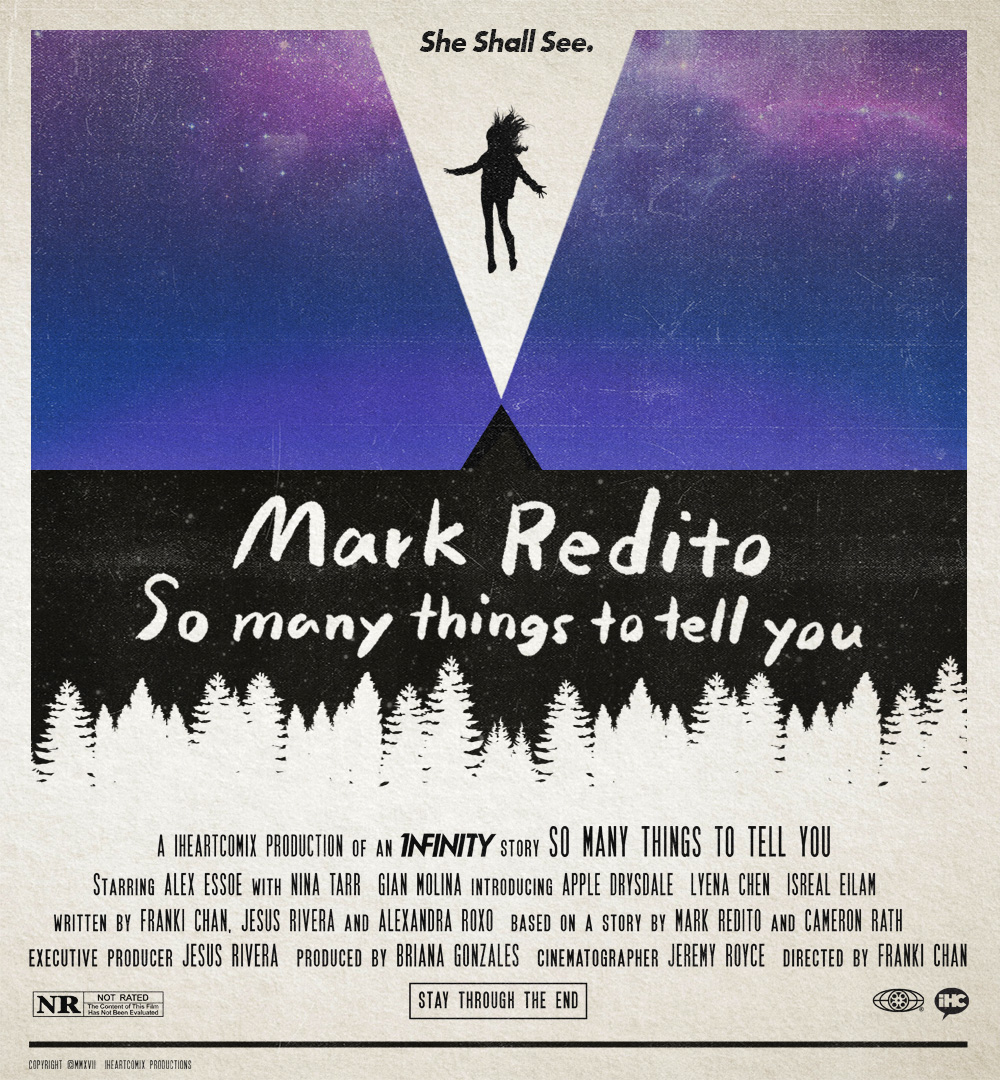 She Shall See.
Mark Redito
So many things to tell you
A IHEARTCOMIX PRODUCTION OF AN 1NFINITY STORY SO MANY THINGS TO TELL YOU
STARRING ALEX ESSOE WITH NINA TARR GIAN MOLINA INTRODUCING APPLE DRYSDALE LYENA CHEN ISREAL EILAM
WRITTEN BY FRANKI CHAN, JESUS RIVERA AND ALEXANDRA ROXO BASED ON A STORY BY MARK REDITO AND CAMERON RATH
EXECUTIVE PRODUCER JESUS RIVERA PRODUCED BY BRIANA GONZALES CINEMATOGRAPHER JEREMY ROYCE DIRECTED BY FRANKI CHAN
NR NOT RATED
The Content of This Film
Has Not Been Evaluated
STAY THROUGH THE END
iHC
COPYRIGHT ©MMXVII IHEARTCOMIX PRODUCTIONS